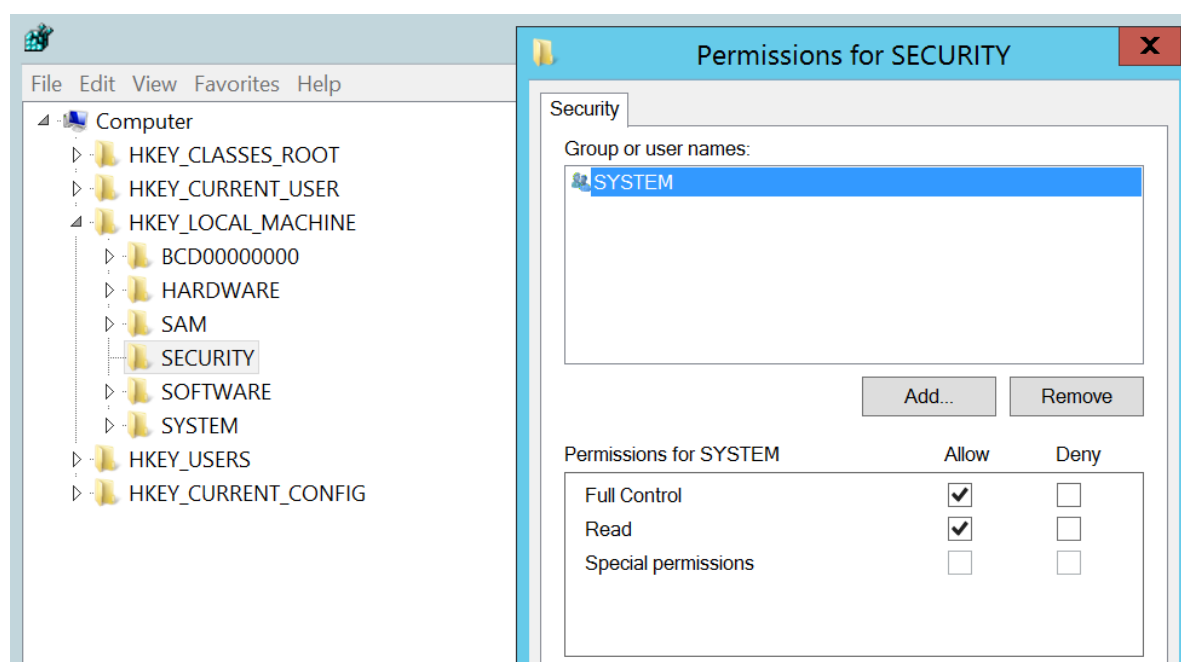 File Edit View Favorites Help
Computer
HKEY_CLASSES_ROOT
HKEY_CURRENT_USER
HKEY_LOCAL_MACHINE
BCD00000000
HARDWARE
SAM
SECURITY
SOFTWARE
SYSTEM
HKEY_USERS
HKEY_CURRENT_CONFIG
Permissions for SECURITY
X
Security
Group or user names:
SYSTEM
Add... Remove
Permissions for SYSTEM Allow Deny
Full Control
Read
Special permissions